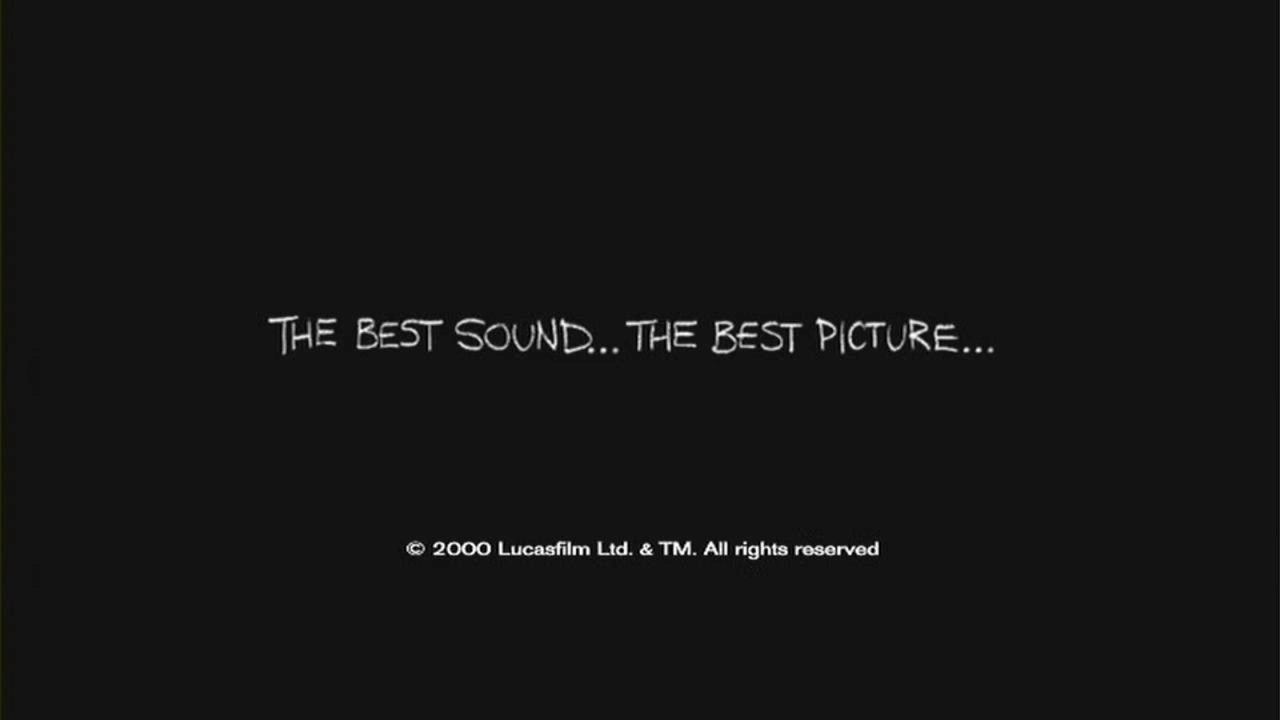 THE BEST SOUND... THE BEST PICTURE...
© 2000 Lucasfilm Ltd. & TM. All rights reserved